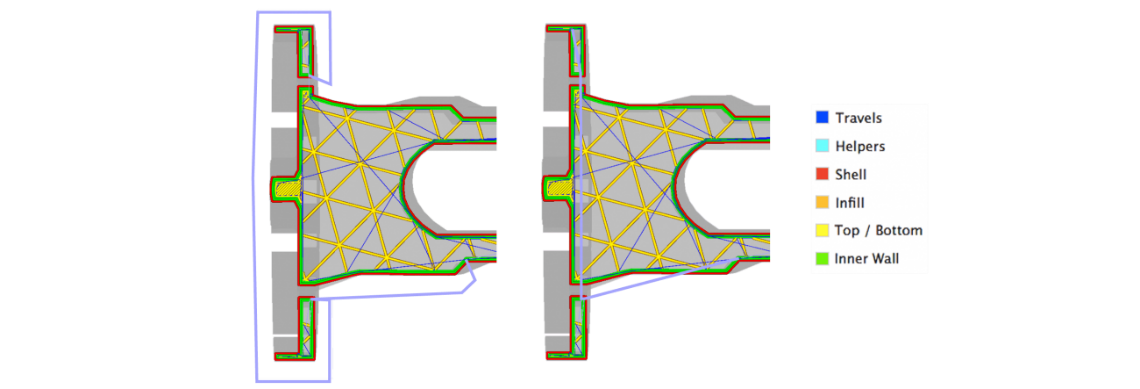 Travels
Helpers
Shell
Infill
Top / Bottom
Inner Wall